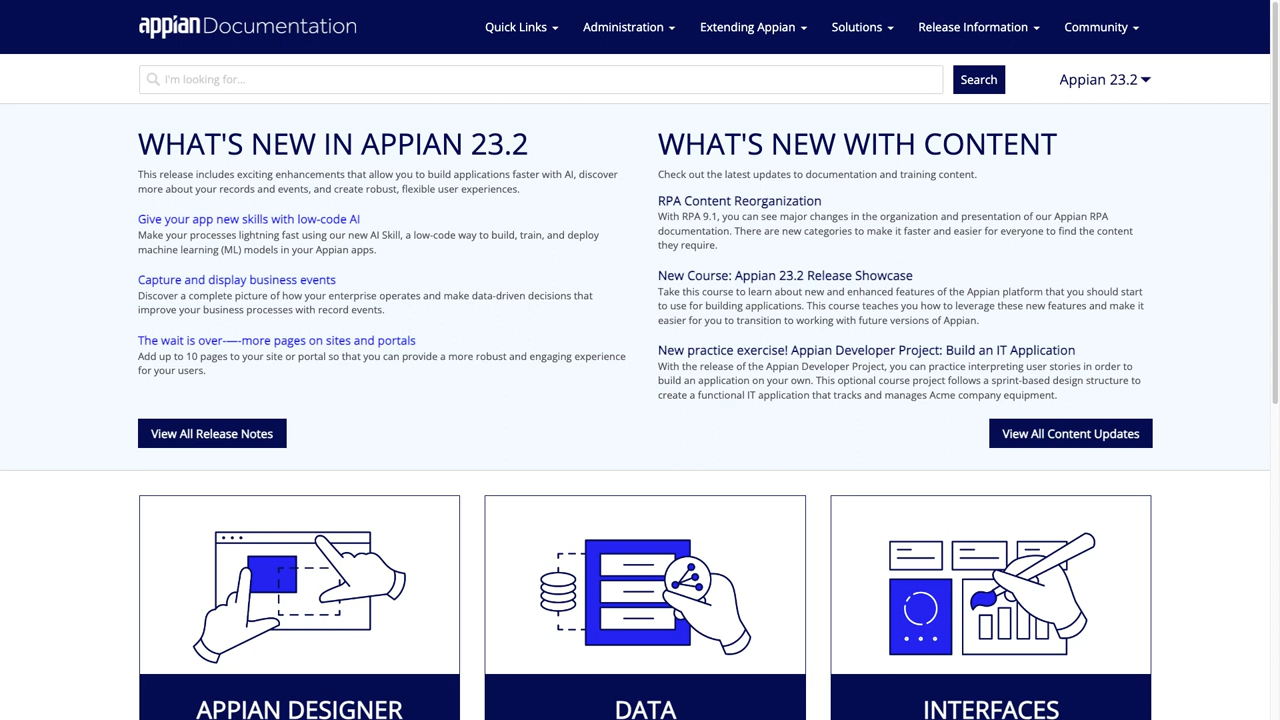 appian Documentation
Quick Links
Administration
Extending Appian
Solutions
Release Information
Community
I'm looking for...
Search
Appian 23.2
WHAT'S NEW IN APPIAN 23.2
This release includes exciting enhancements that allow you to build applications faster with AI, discover
more about your records and events, and create robust, flexible user experiences.
Give your app new skills with low-code AI
Make your processes lightning fast using our new AI Skill, a low-code way to build, train, and deploy
machine learning (ML) models in your Appian apps.
Capture and display business events
Discover a complete picture of how your enterprise operates and make data-driven decisions that
improve your business processes with record events.
The wait is over-—-more pages on sites and portals
Add up to 10 pages to your site or portal so that you can provide a more robust and engaging experience
for your users.
View All Release Notes
WHAT'S NEW WITH CONTENT
Check out the latest updates to documentation and training content.
RPA Content Reorganization
With RPA 9.1, you can see major changes in the organization and presentation of our Appian RPA
documentation. There are new categories to make it faster and easier for everyone to find the content
they require.
New Course: Appian 23.2 Release Showcase
Take this course to learn about new and enhanced features of the Appian platform that you should start
to use for building applications. This course teaches you how to leverage these new features and make it
easier for you to transition to working with future versions of Appian.
New practice exercise! Appian Developer Project: Build an IT Application
With the release of the Appian Developer Project, you can practice interpreting user stories in order to
build an application on your own. This optional course project follows a sprint-based design structure to
create a functional IT application that tracks and manages Acme company equipment.
View All Content Updates
APPIAN DESIGNER
DATA
INTERFACES